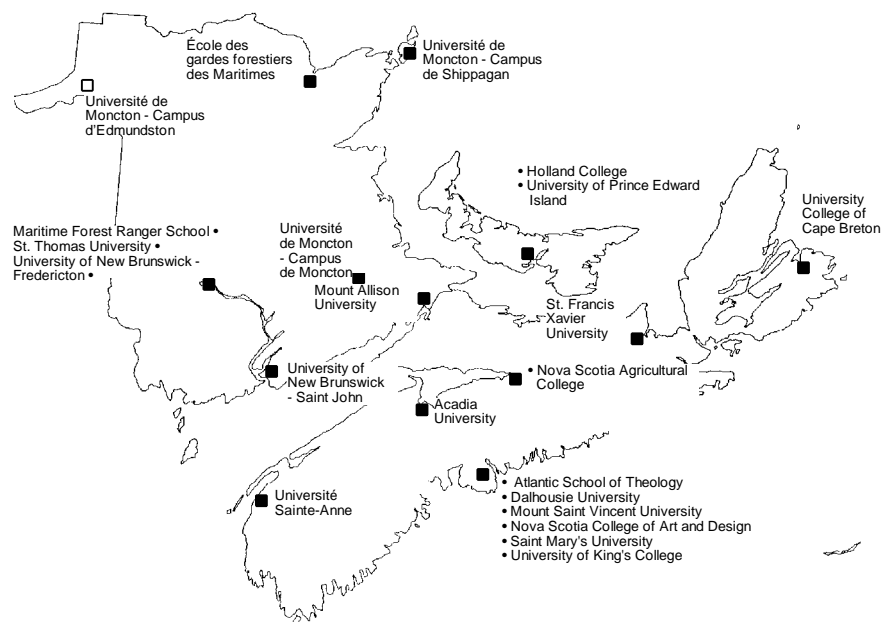 École des
gardes forestiers
des Maritimes
Université de
Moncton - Campus
de Shippagan
Université de
Moncton - Campus
d'Edmundston
• Holland College
• University of Prince Edward
Island
University
College of
Cape Breton
Maritime Forest Ranger School •
St. Thomas University •
University of New Brunswick -
Fredericton •
Université
de Moncton
- Campus
de Moncton
Mount Allison
University
St. Francis
Xavier
University
University of
New Brunswick
- Saint John
• Nova Scotia Agricultural
College
Acadia
University
Université
Sainte-Anne
• Atlantic School of Theology
• Dalhousie University
• Mount Saint Vincent University
• Nova Scotia College of Art and Design
• Saint Mary's University
• University of King's College